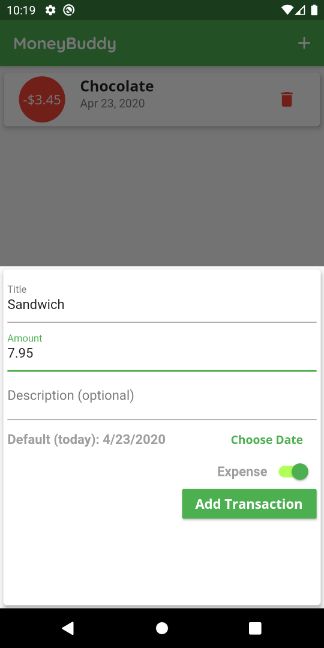 10:19
MoneyBuddy
-$3.45
Chocolate
Apr 23, 2020
Title
Sandwich
Amount
7.95
Description (optional)
Default (today): 4/23/2020 Choose Date
Expense
Add Transaction